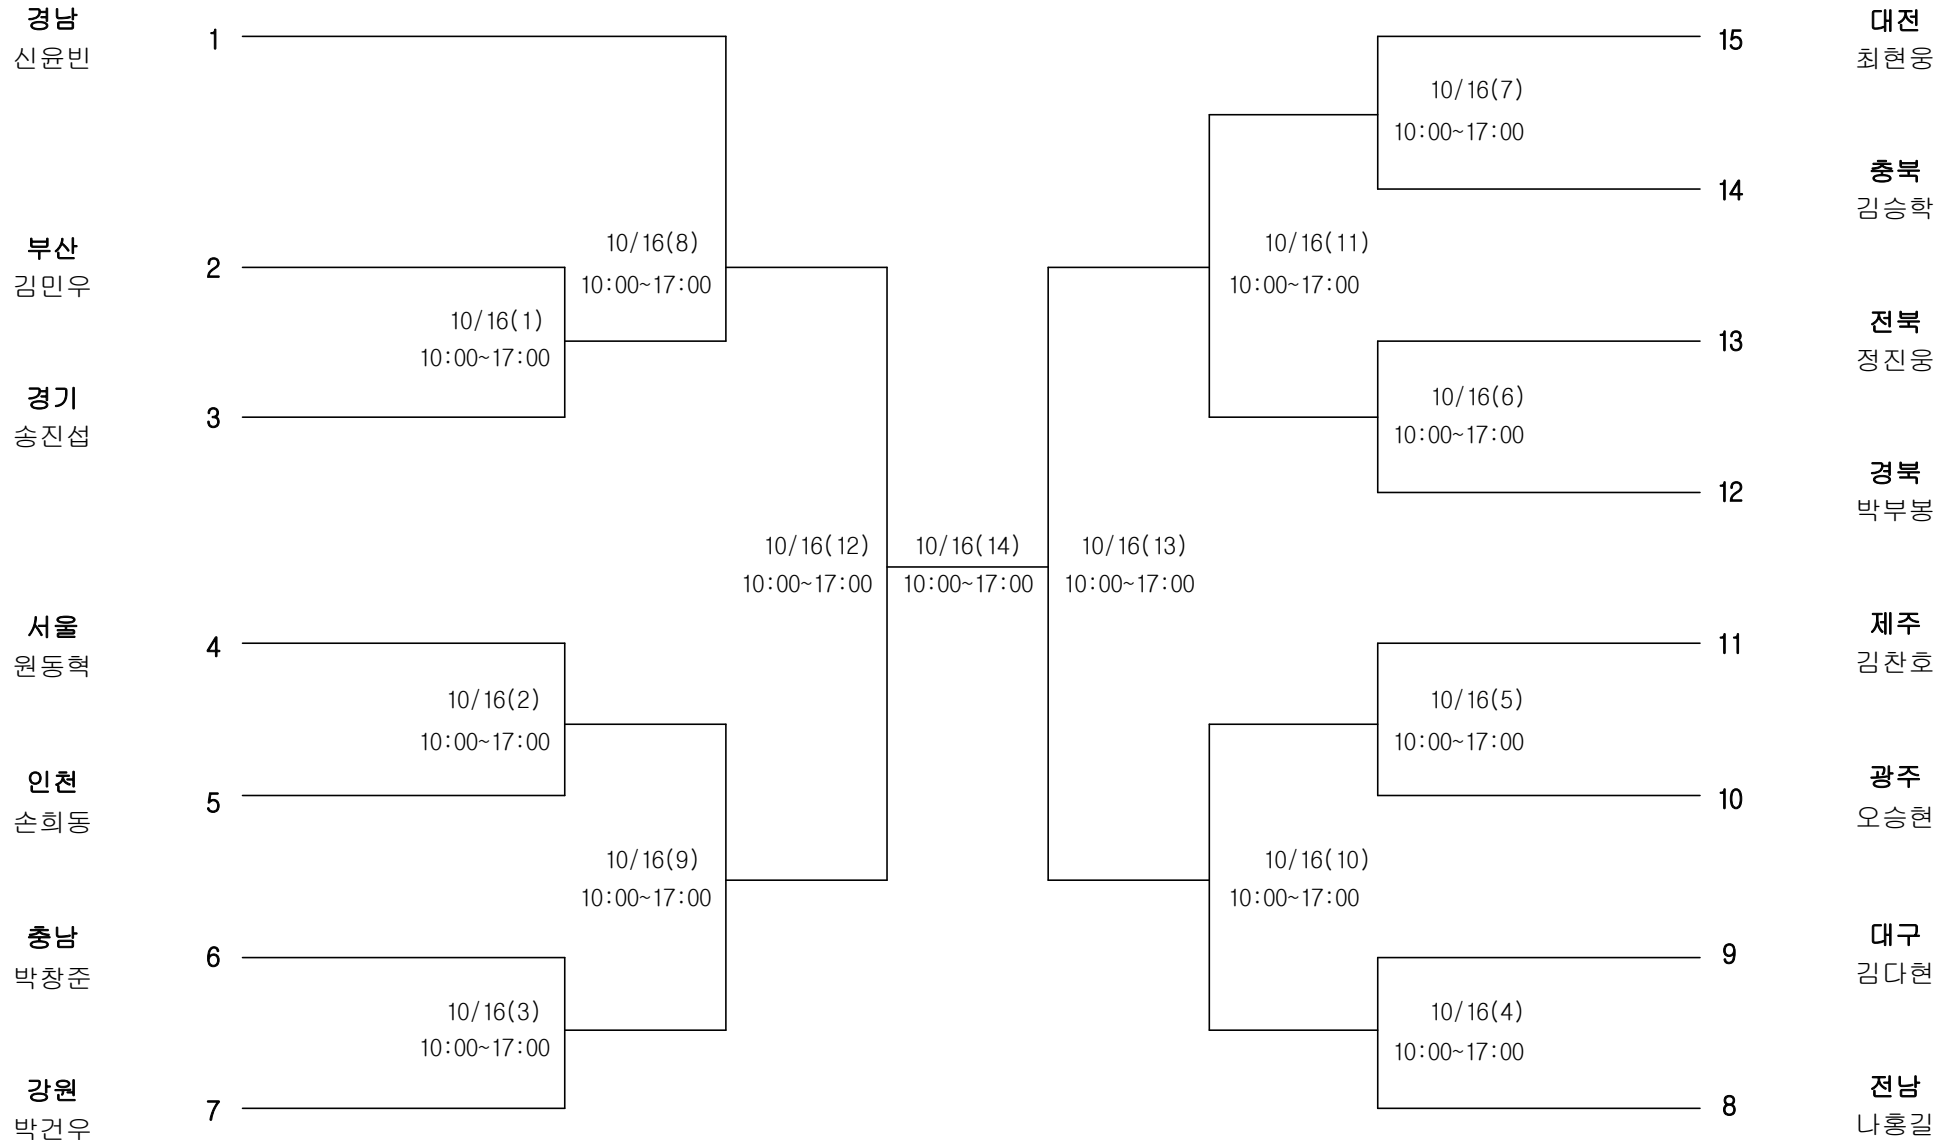 경남
신윤빈
1
부산
김민우
2
경기
송진섭
3
서울
원동혁
4
인천
손희동
5
충남
박창준
6
강원
박건우
7
10/16(1)
10:00~17:00
10/16(2)
10:00~17:00
10/16(3)
10:00~17:00
10/16(8)
10:00~17:00
10/16(9)
10:00~17:00
10/16(12)
10:00~17:00
10/16(14)
10:00~17:00
10/16(13)
10:00~17:00
10/16(11)
10:00~17:00
10/16(10)
10:00~17:00
10/16(7)
10:00~17:00
10/16(6)
10:00~17:00
10/16(5)
10:00~17:00
10/16(4)
10:00~17:00
15
대전
최현웅
14
충북
김승학
13
전북
정진웅
12
경북
박부봉
11
제주
김찬호
10
광주
오승현
9
대구
김다현
8
전남
나홍길